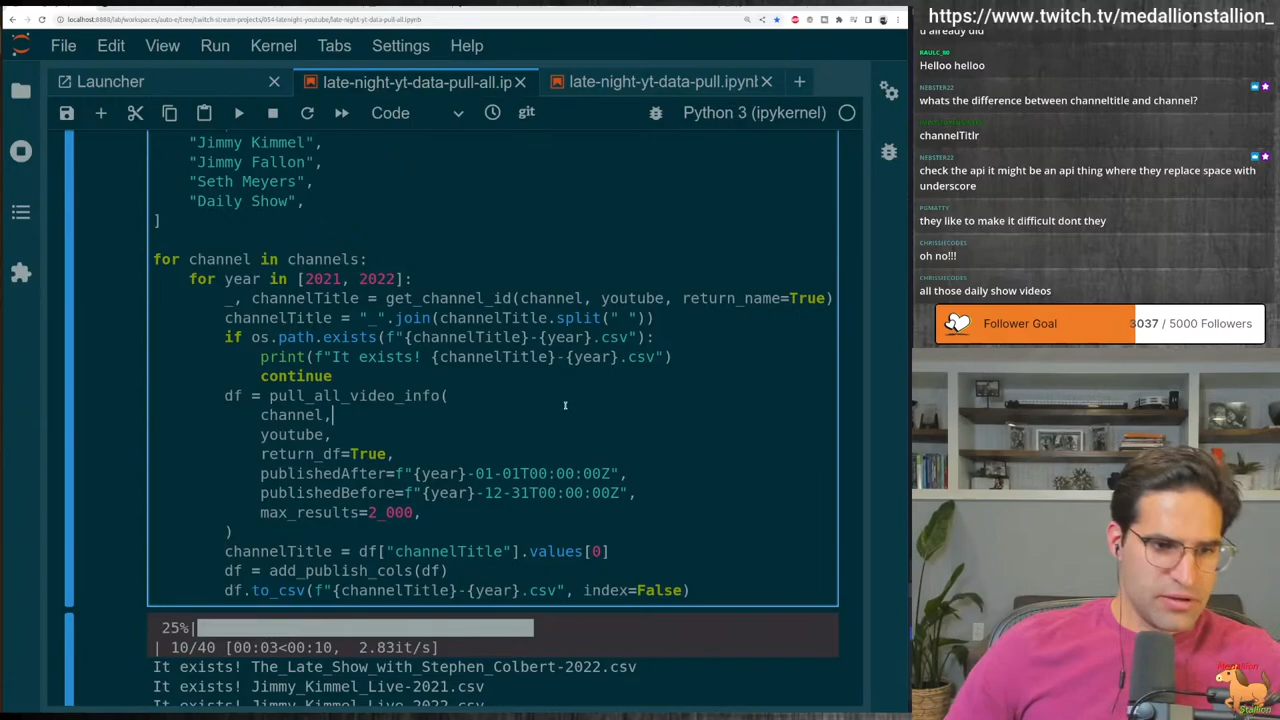 localhost:8888/lab/workspaces/auto-e/tree/twitch-stream-projects/054-latenight-youtube/late-night-yt-data-pull-all.ipynb
https://www.twitch.tv/medallionstallion_
File Edit View Run Kernel Tabs Settings Help
Launcher
late-night-yt-data-pull-all.ip
late-night-yt-data-pull.ipynt
Code
git
Python 3 (ipykernel)
"Jimmy Kimmel",
"Jimmy Fallon",
"Seth Meyers",
"Daily Show",
]
for channel in channels:
for year in [2021, 2022]:
_, channelTitle = get_channel_id(channel, youtube, return_name=True)
channelTitle = "_".join(channelTitle.split(" "))
if os.path.exists(f"{channelTitle}-{year}.csv"):
print(f"It exists! {channelTitle}-{year}.csv")
continue
df = pull_all_video_info(
channel,
youtube,
return_df=True,
publishedAfter=f"{year}-01-01T00:00:00Z",
publishedBefore=f"{year}-12-31T00:00:00Z",
max_results=2_000,
)
channelTitle = df["channelTitle"].values[0]
df = add_publish_cols(df)
df.to_csv(f"{channelTitle}-{year}.csv", index=False)
25%|
| 10/40 [00:03<00:10, 2.83it/s]
It exists! The_Late_Show_with_Stephen_Colbert-2022.csv
It exists! Jimmy_Kimmel_Live-2021.csv
It exists! Jimmy_Kimmel_Live-2022.csv
u already did
RAULC_80
Helloo helloo
NEBSTER22
whats the difference between channeltitle and channel?
channelTitlr
NEBSTER22
check the api it might be an api thing where they replace space with
underscore
PGMATTY
they like to make it difficult dont they
CHRISSIECODES
oh no!!!
CHRISSIECODES
all those daily show videos
Follower Goal
3037 / 5000 Followers
Medallion
Stallion